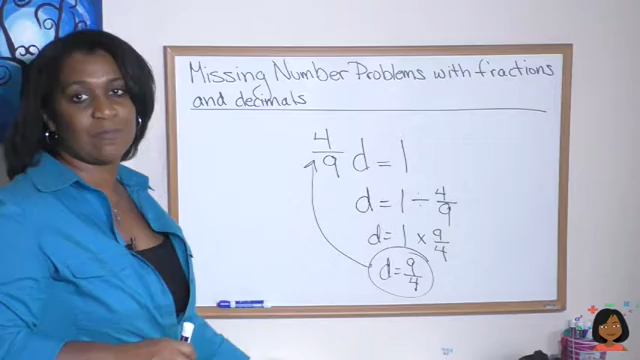 Missing Number Problems with fractions
and decimals
4/9 d = 1
d = 1 ÷ 4/9
d = 1 × 9/4
d = 9/4